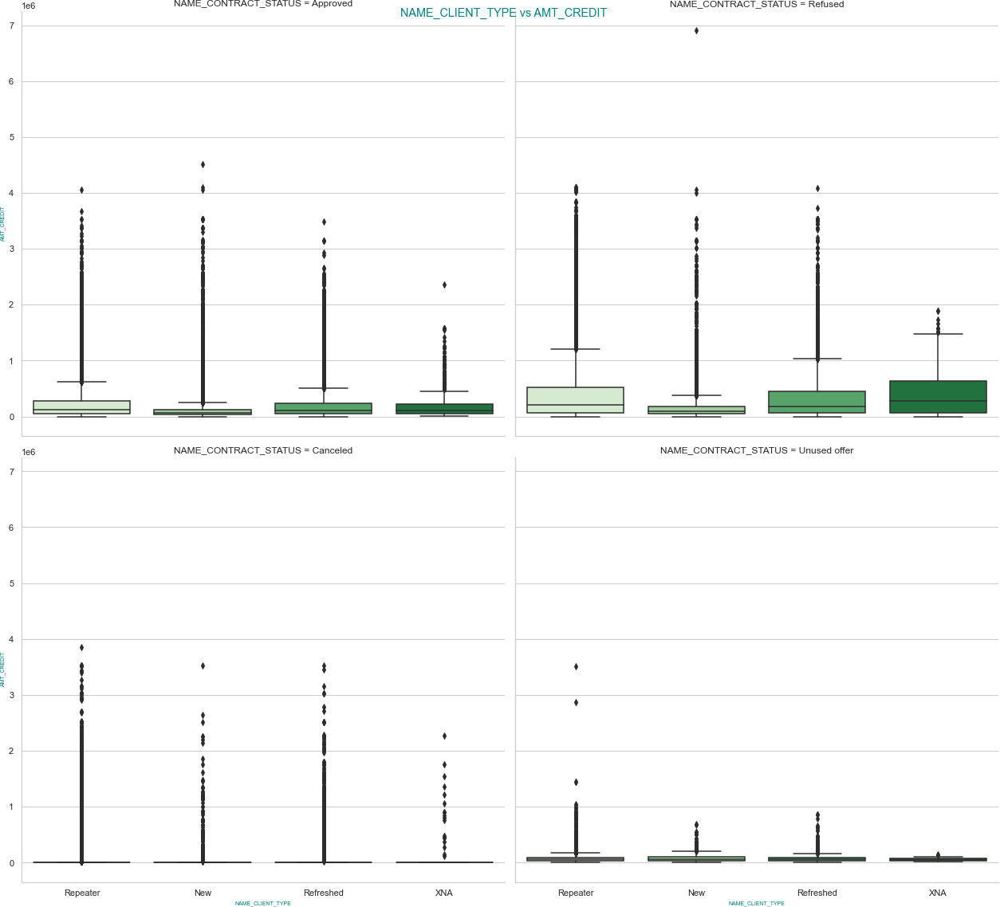 NAME_CLIENT_TYPE vs AMT_CREDIT
NAME_CONTRACT_STATUS = Approved
NAME_CONTRACT_STATUS = Refused
1e6
7
6
5
4
3
2
1
0
AMT_CREDIT
NAME_CONTRACT_STATUS = Canceled
NAME_CONTRACT_STATUS = Unused offer
1e6
7
6
5
4
3
2
1
0
AMT_CREDIT
Repeater New Refreshed XNA
Repeater New Refreshed XNA
NAME_CLIENT_TYPE
NAME_CLIENT_TYPE